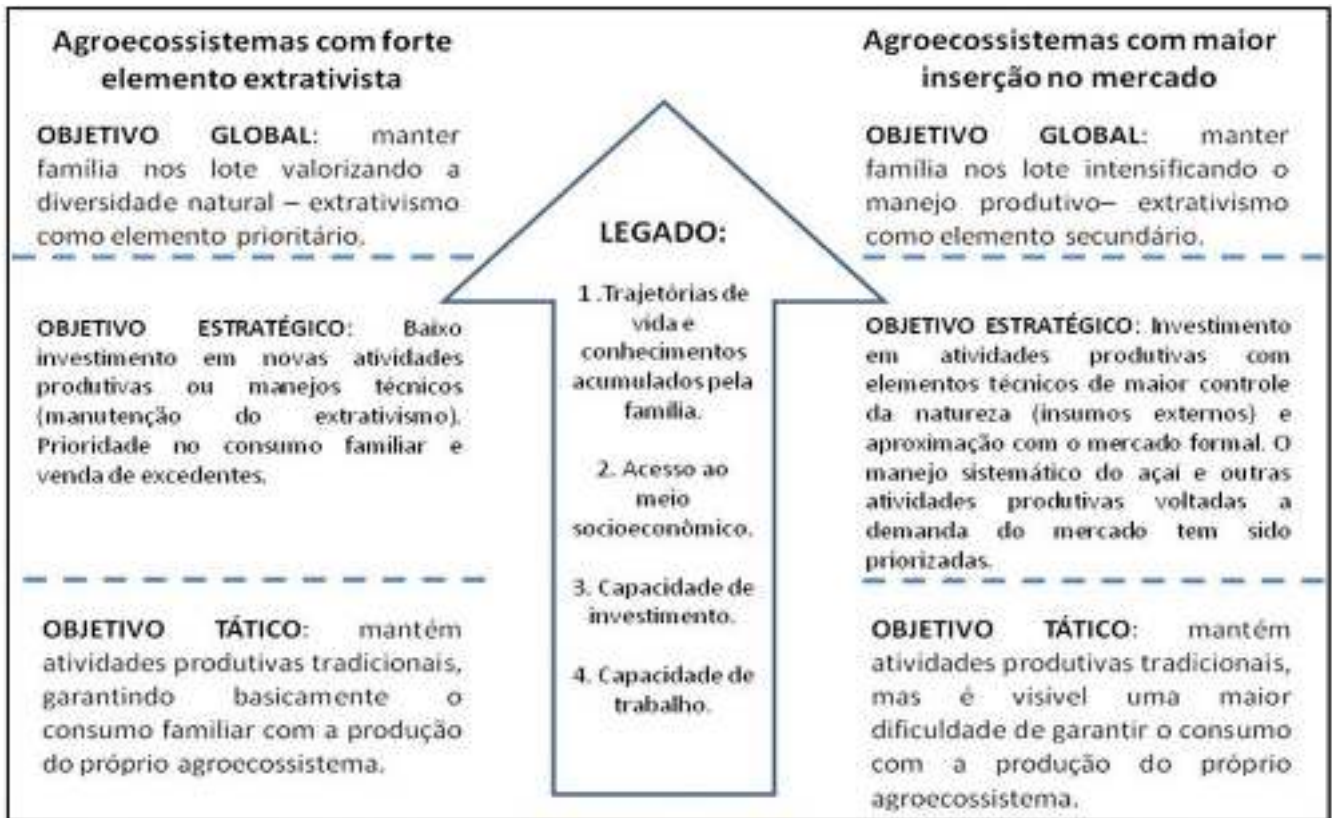 Agroecossistemas com forte
elemento extrativista
OBJETIVO GLOBAL: manter
família nos lote valorizando a
diversidade natural – extrativismo
como elemento prioritário.
OBJETIVO ESTRATÉGICO: Baixo
investimento em novas atividades
produtivas ou manejos técnicos
(manutenção do extrativismo).
Prioridade no consumo familiar e
venda de excedentes.
OBJETIVO TÁTICO: mantém
atividades produtivas tradicionais,
garantindo basicamente o
consumo familiar com a produção
do próprio agroecossistema.
LEGADO:
1 .Trajetórias de
vida e
conhecimentos
acumulados pela
família.
2. Acesso ao
meio
socioeconômico.
3. Capacidade de
investimento.
4. Capacidade de
trabalho.
Agroecossistemas com maior
inserção no mercado
OBJETIVO GLOBAL: manter
família nos lote intensificando o
manejo produtivo– extrativismo
como elemento secundário.
OBJETIVO ESTRATÉGICO: Investimento
em atividades produtivas com
elementos técnicos de maior controle
da natureza (insumos externos) e
aproximação com o mercado formal. O
manejo sistemático do açaí e outras
atividades produtivas voltadas a
demanda do mercado tem sido
priorizadas.
OBJETIVO TÁTICO: mantém
atividades produtivas tradicionais,
mas é visível uma maior
dificuldade de garantir o consumo
com a produção do próprio
agroecossistema.